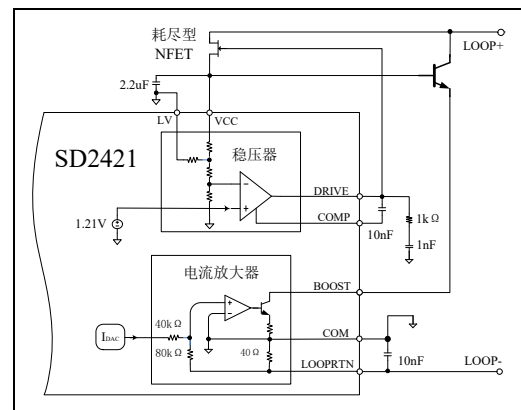 耗尽型
NFET
LOOP+
2.2uF
LV
VCC
SD2421
稳压器
DRIVE
COMP
1.21V
10nF
1kΩ
1nF
电流放大器
BOOST
40kΩ
IDAC
80kΩ
40Ω
COM
10nF
LOOPRTN
LOOP-